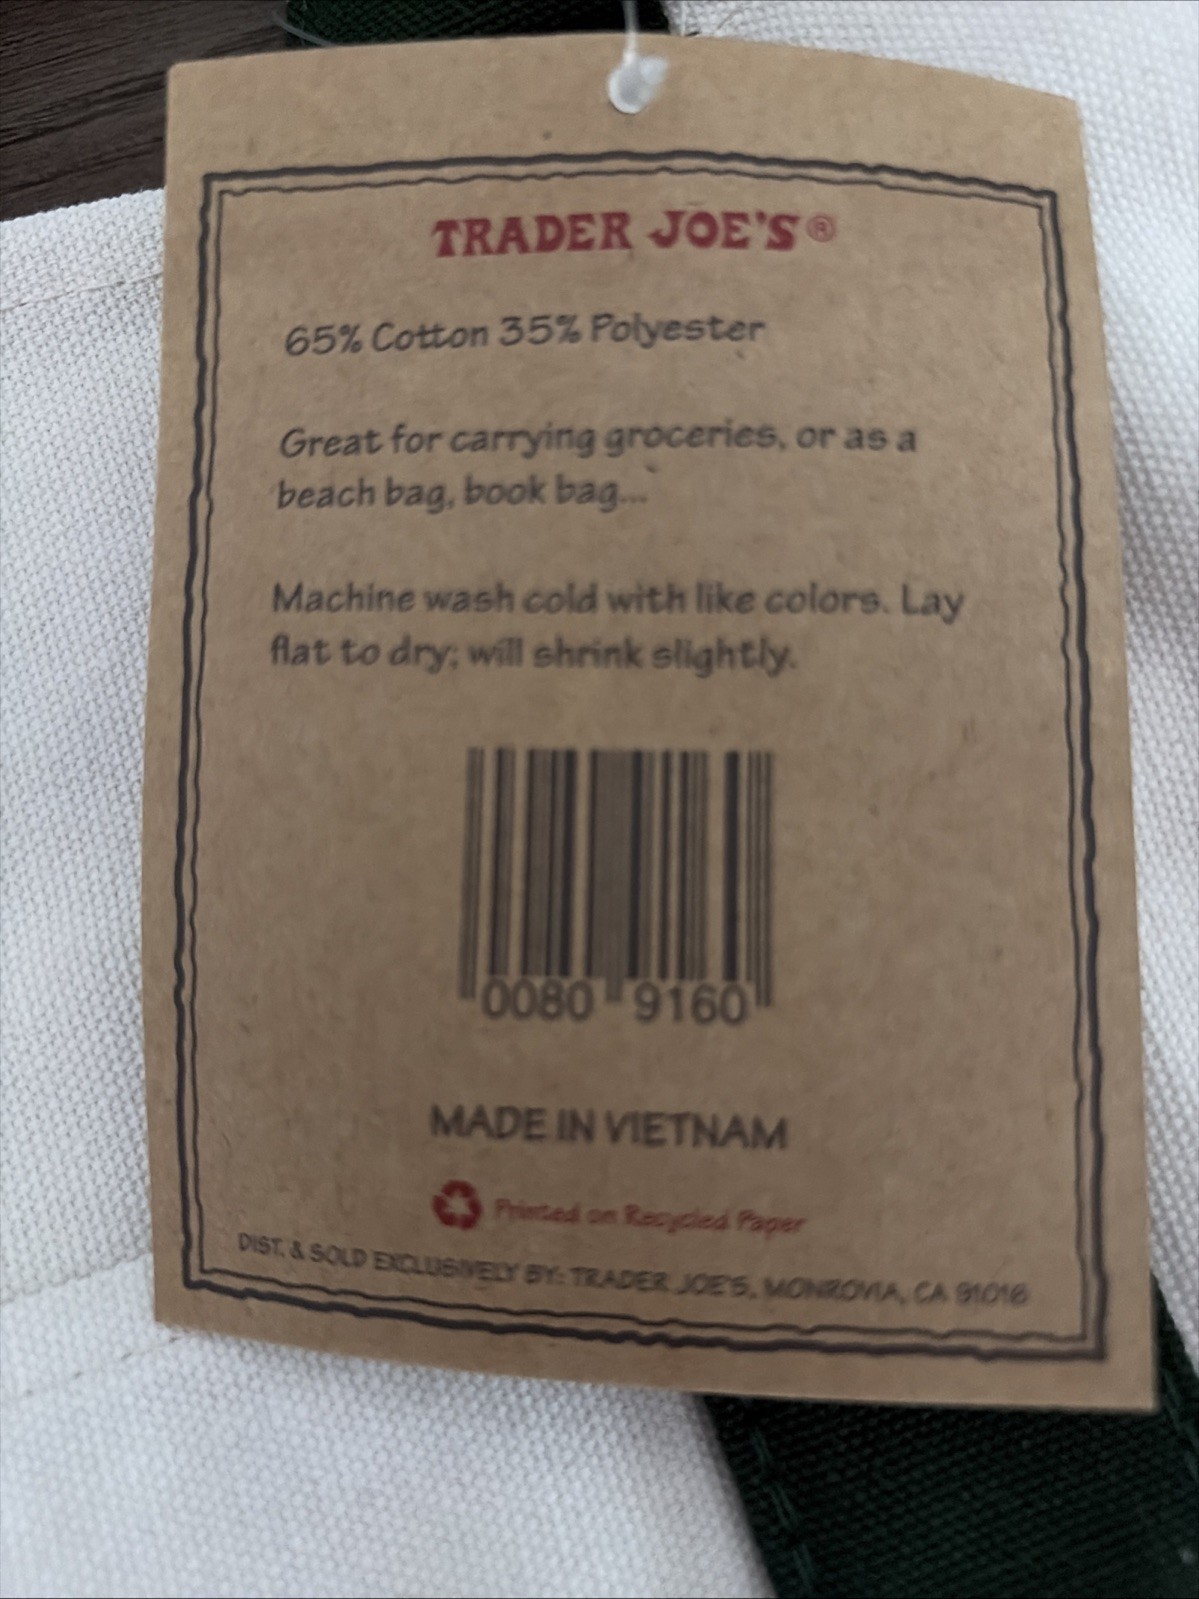 TRADER JOE'S®
65% Cotton 35% Polyester
Great for carrying groceries, or as a
beach bag, book bag...
Machine wash cold with like colors. Lay
flat to dry; will shrink slightly.
0080 9160
MADE IN VIETNAM
Printed on Recycled Paper
DIST. & SOLD EXCLUSIVELY BY: TRADER JOE'S, MONROVIA, CA 91016